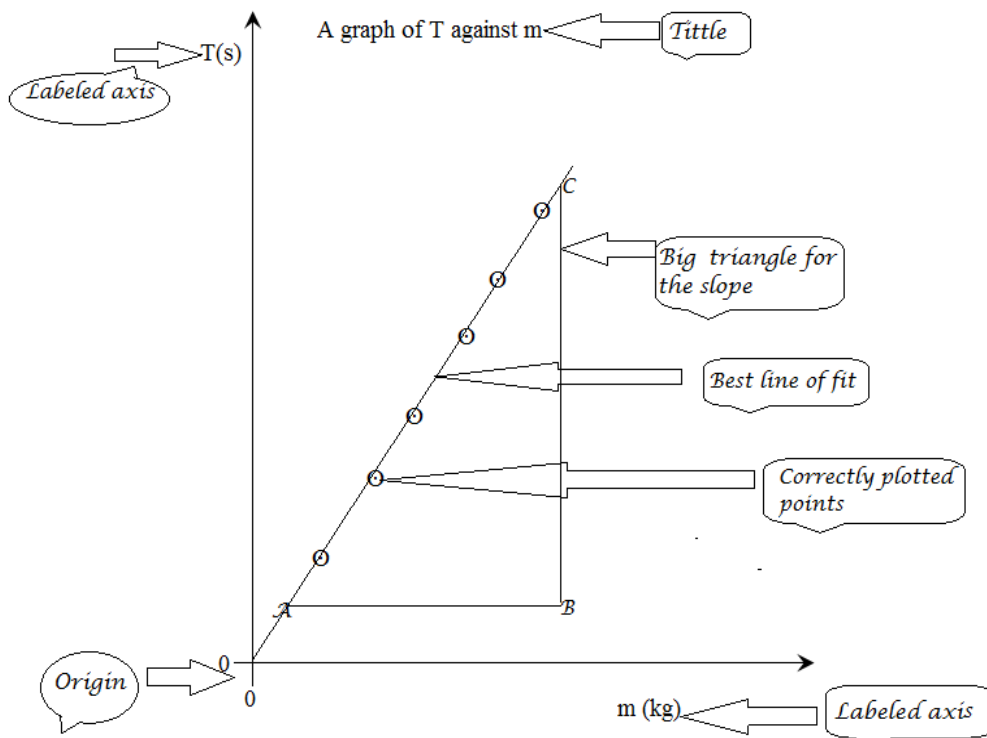 A graph of T against m
Tittle
T(s)
Labeled axis
C
Big triangle for
the slope
Best line of fit
Correctly plotted
points
A
B
0
Origin
0
m (kg)
Labeled axis